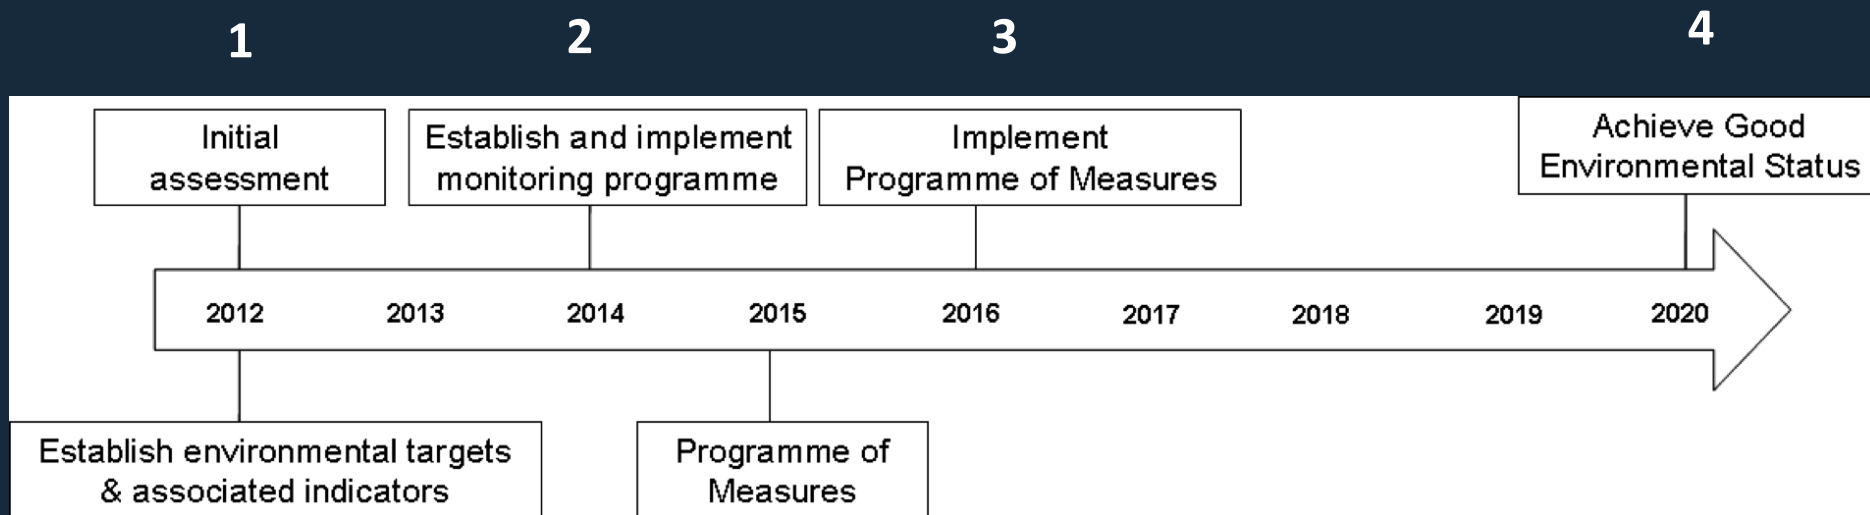 1
2
3
4
Initial
assessment
Establish and implement
monitoring programme
Implement
Programme of Measures
Achieve Good
Environmental Status
2012
2013
2014
2015
2016
2017
2018
2019
2020
Establish environmental targets
& associated indicators
Programme of
Measures